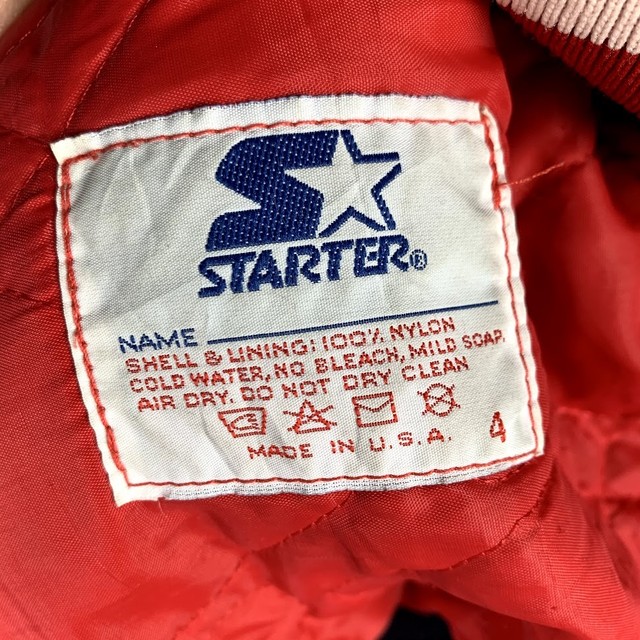 STARTER®
NAME
SHELL & LINING: 100% NYLON
COLD WATER, NO BLEACH, MILD SOAP,
AIR DRY. DO NOT DRY CLEAN
MADE IN U.S.A. 4